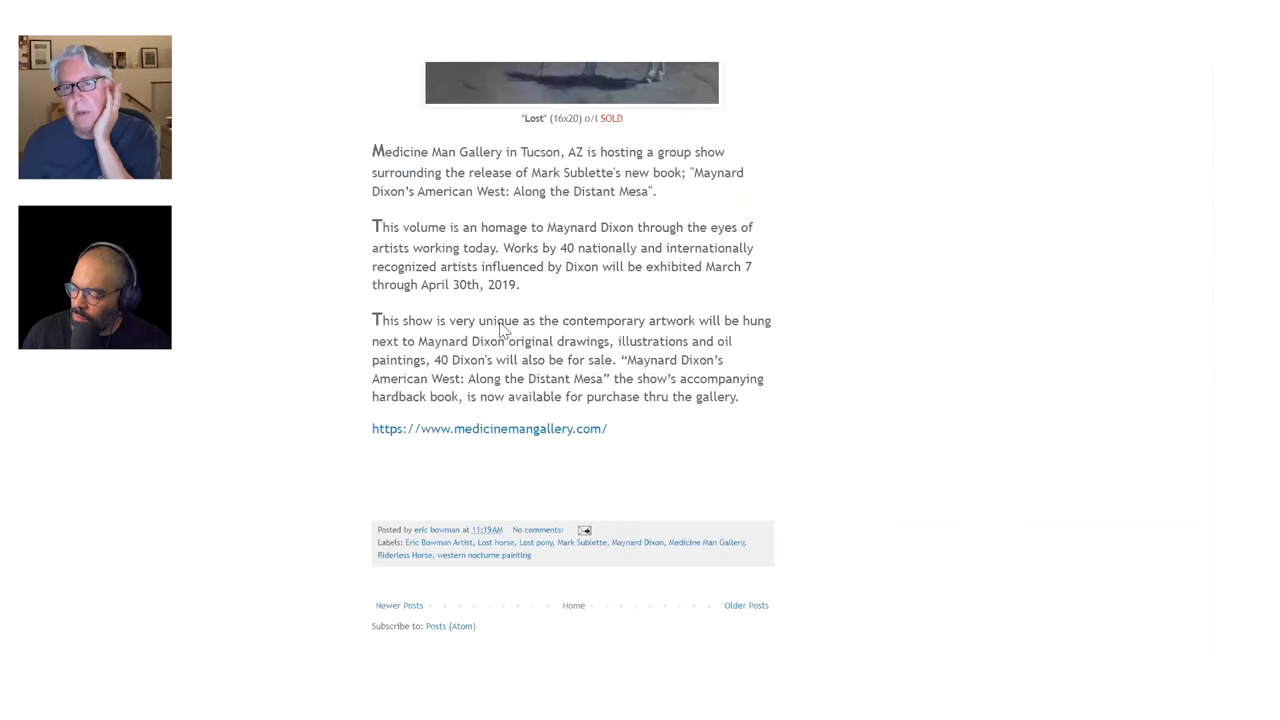 "Lost" (16x20) o/l SOLD
Medicine Man Gallery in Tucson, AZ is hosting a group show
surrounding the release of Mark Sublette's new book; "Maynard
Dixon’s American West: Along the Distant Mesa".
This volume is an homage to Maynard Dixon through the eyes of
artists working today. Works by 40 nationally and internationally
recognized artists influenced by Dixon will be exhibited March 7
through April 30th, 2019.
This show is very unique as the contemporary artwork will be hung
next to Maynard Dixon original drawings, illustrations and oil
paintings, 40 Dixon's will also be for sale. “Maynard Dixon’s
American West: Along the Distant Mesa” the show’s accompanying
hardback book, is now available for purchase thru the gallery.
https://www.medicinemangallery.com/
Posted by eric bowman at 11:19 AM No comments:
Labels: Eric Bowman Artist, Lost horse, Lost pony, Mark Sublette, Maynard Dixon, Medicine Man Gallery,
Riderless Horse, western nocturne painting
Newer Posts Home Older Posts
Subscribe to: Posts (Atom)